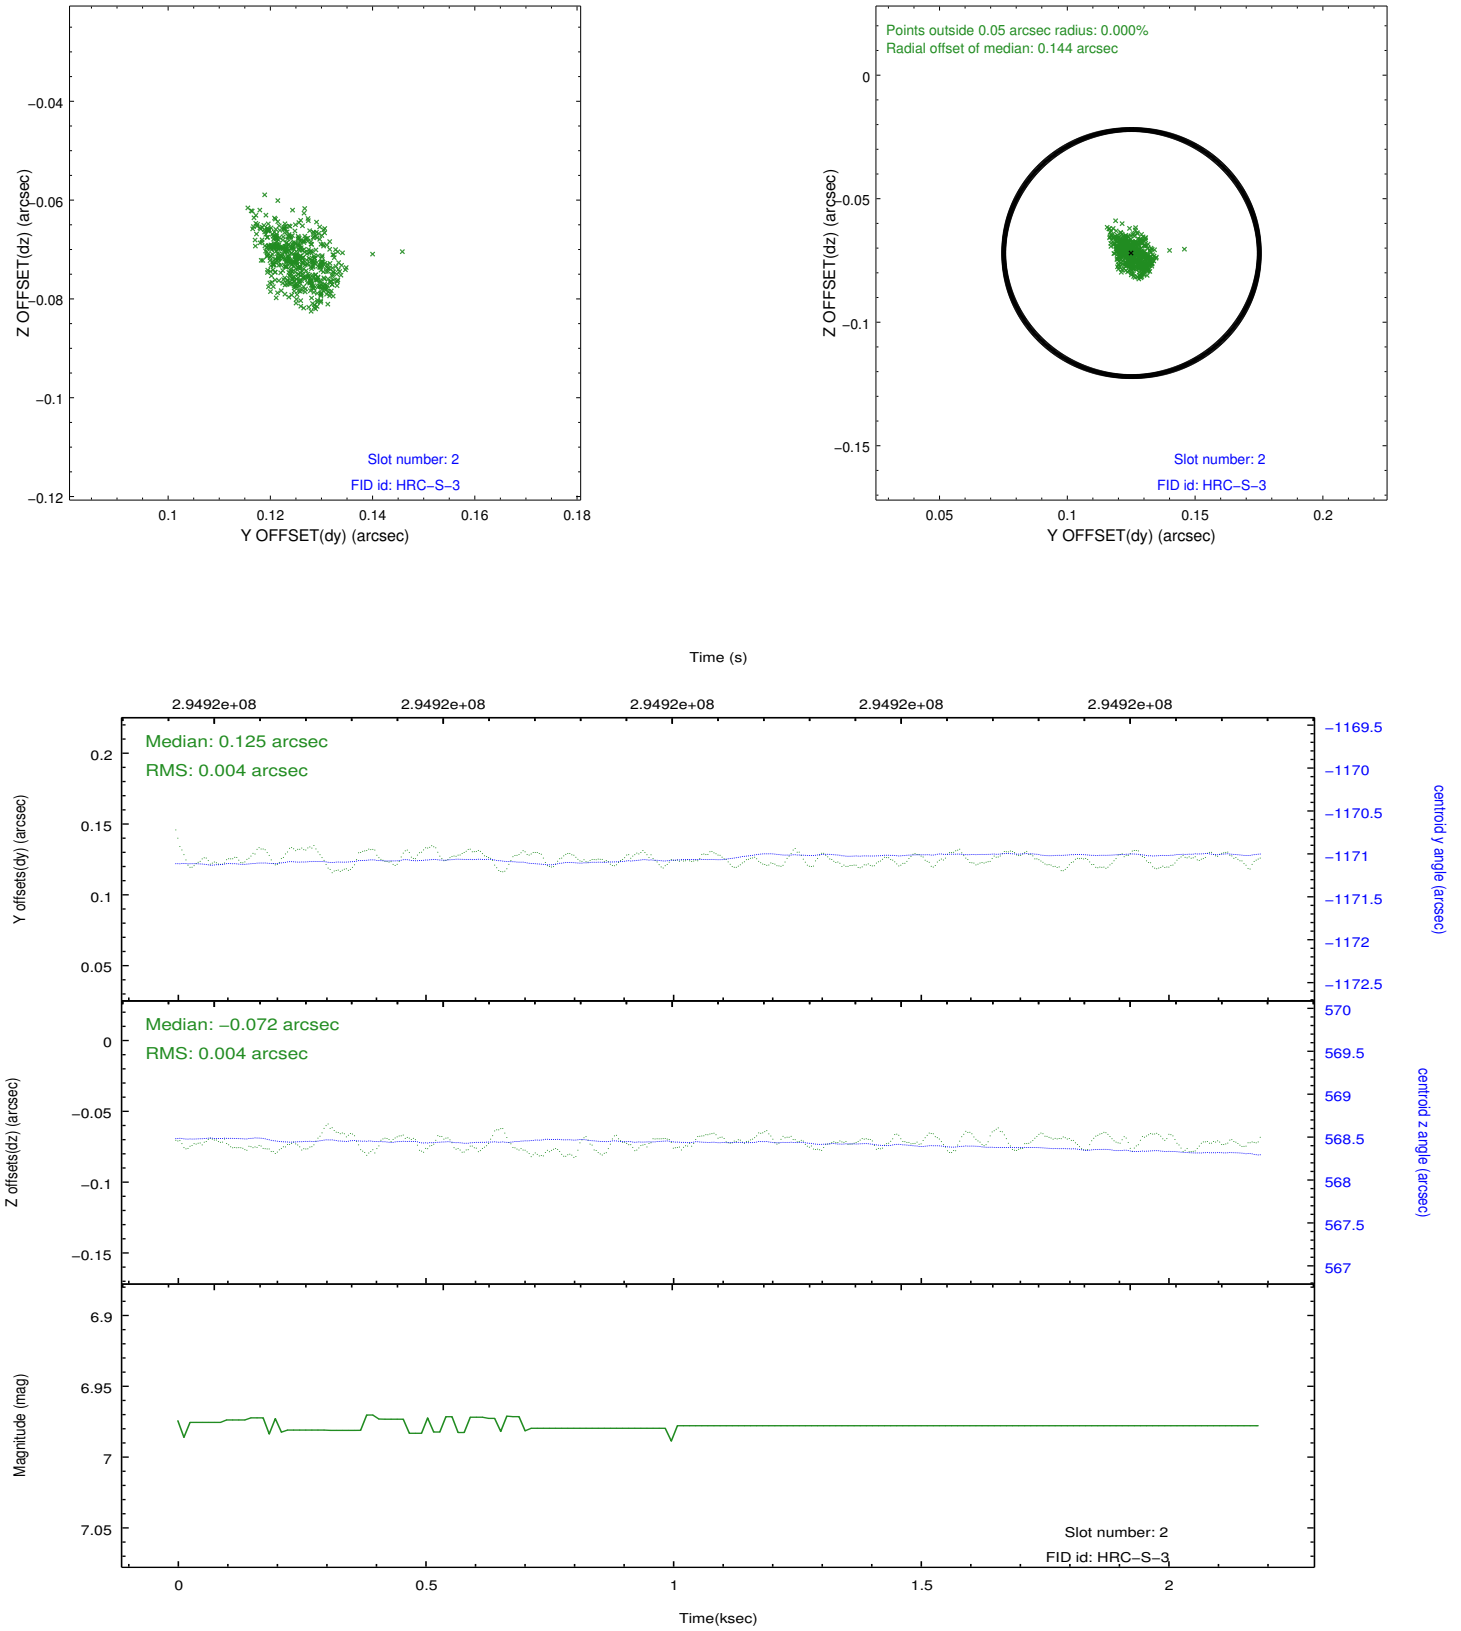 −0.04
−0.06
−0.08
−0.1
−0.12
Z OFFSET(dz) (arcsec)
Slot number: 2
FID id: HRC−S−3
0.1
0.12
0.14
0.16
0.18
Y OFFSET(dy) (arcsec)
Points outside 0.05 arcsec radius: 0.000%
Radial offset of median: 0.144 arcsec
0
−0.05
−0.1
−0.15
Z OFFSET(dz) (arcsec)
Slot number: 2
FID id: HRC−S−3
0.05
0.1
0.15
0.2
Y OFFSET(dy) (arcsec)
Time (s)
2.9492e+08
2.9492e+08
2.9492e+08
2.9492e+08
2.9492e+08
Median: 0.125 arcsec
RMS: 0.004 arcsec
0.2
0.15
0.1
0.05
Y offsets(dy) (arcsec)
−1169.5
−1170
−1170.5
−1171
−1171.5
−1172
−1172.5
centroid y angle (arcsec)
Median: −0.072 arcsec
RMS: 0.004 arcsec
0
−0.05
−0.1
−0.15
Z offsets(dz) (arcsec)
570
569.5
569
568.5
568
567.5
567
centroid z angle (arcsec)
6.9
6.95
7
7.05
Magnitude (mag)
Slot number: 2
FID id: HRC−S−3
0
0.5
1
1.5
2
Time(ksec)